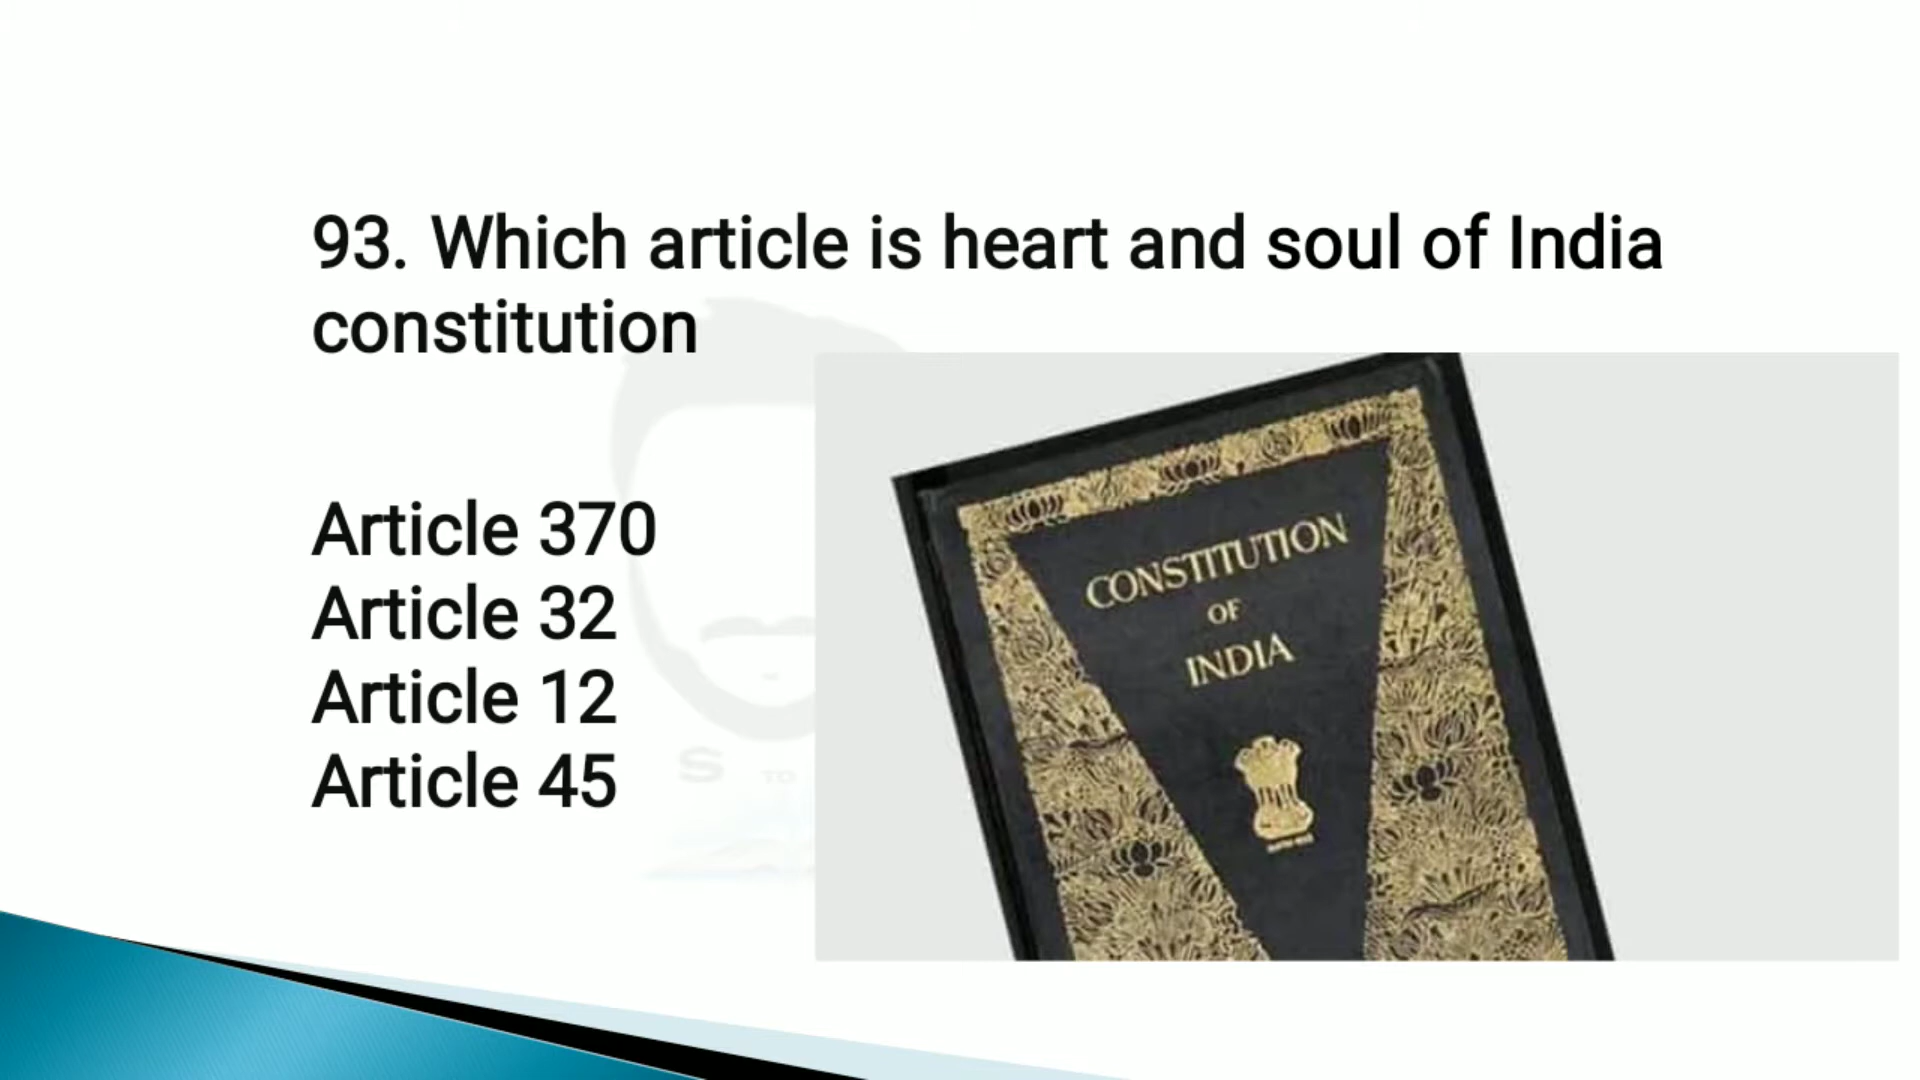 93. Which article is heart and soul of India
constitution
Article 370
Article 32
Article 12
Article 45
CONSTITUTION
OF
INDIA
S TO